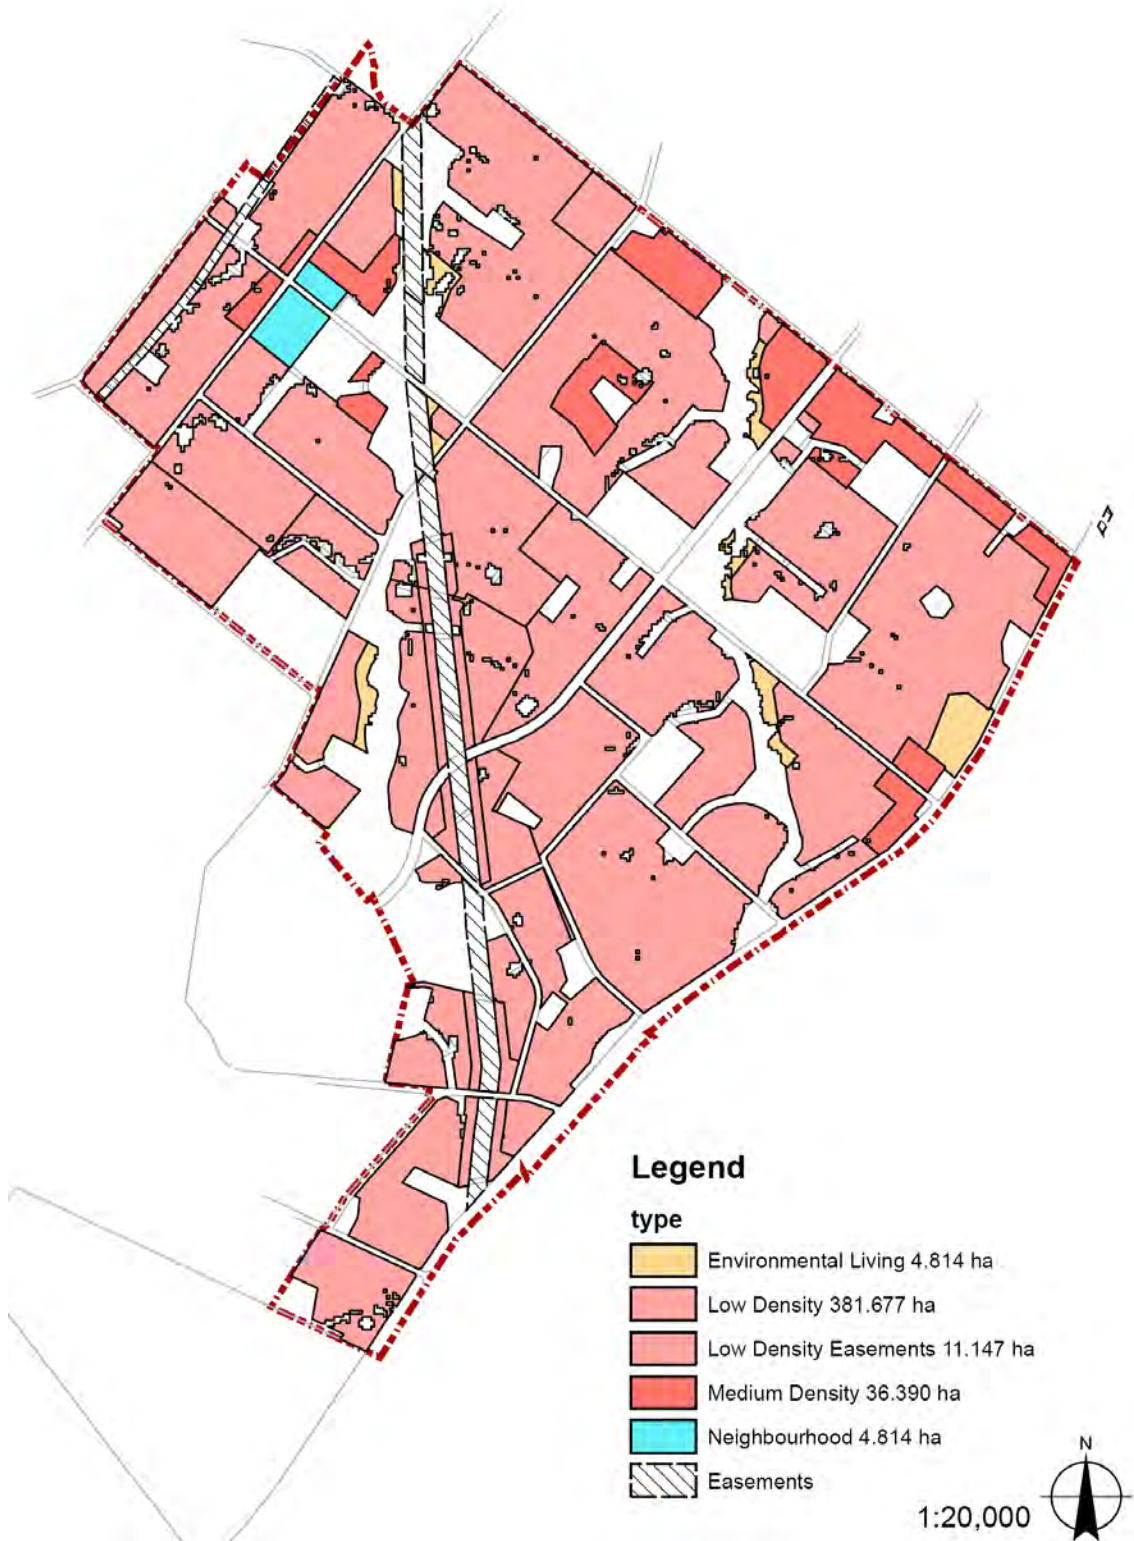 Legend
type
Environmental Living 4.814 ha
Low Density 381.677 ha
Low Density Easements 11.147 ha
Medium Density 36.390 ha
Neighbourhood 4.814 ha
Easements
N
1:20,000